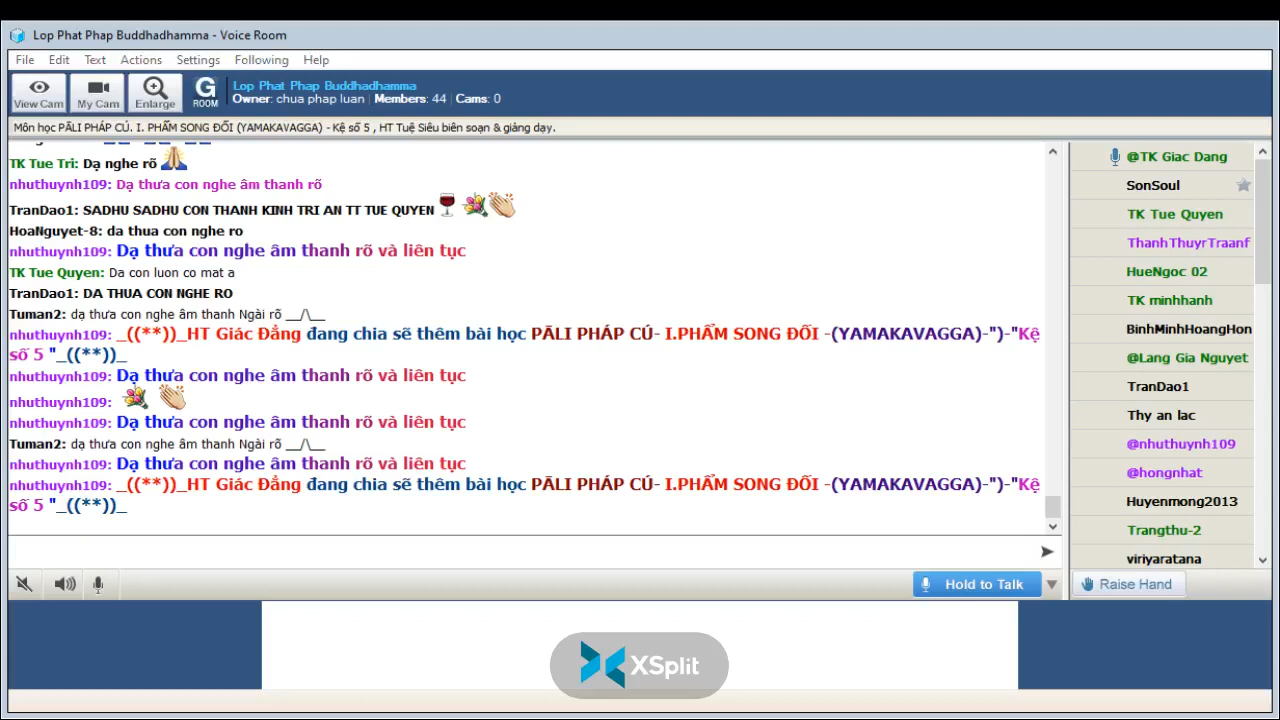 Lop Phat Phap Buddhadhamma - Voice Room
File Edit Text Actions Settings Following Help
View Cam My Cam Enlarge G ROOM
Lop Phat Phap Buddhadhamma
Owner: chua phap luan | Members: 44 | Cams: 0
Môn học PĀLI PHÁP CÚ. I. PHẨM SONG ĐỐI (YAMAKAVAGGA) - Kệ số 5 , HT Tuệ Siêu biên soạn & giảng dạy.
TK Tue Tri: Dạ nghe rõ
nhuthuynh109: Dạ thưa con nghe âm thanh rõ
TranDao1: SADHU SADHU CON THANH KINH TRI AN TT TUE QUYEN
HoaNguyet-8: da thua con nghe ro
nhuthuynh109: Dạ thưa con nghe âm thanh rõ và liên tục
TK Tue Quyen: Da con luon co mat a
TranDao1: DA THUA CON NGHE RO
Tuman2: dạ thưa con nghe âm thanh Ngài rõ __/\__
nhuthuynh109: _((**))_HT Giác Đẳng đang chia sẽ thêm bài học PĀLI PHÁP CÚ- I.PHẨM SONG ĐỐI -(YAMAKAVAGGA)-")-"Kệ
số 5 "_((**))_
nhuthuynh109: Dạ thưa con nghe âm thanh rõ và liên tục
nhuthuynh109:
nhuthuynh109: Dạ thưa con nghe âm thanh rõ và liên tục
Tuman2: dạ thưa con nghe âm thanh Ngài rõ __/\__
nhuthuynh109: Dạ thưa con nghe âm thanh rõ và liên tục
nhuthuynh109: _((**))_HT Giác Đẳng đang chia sẽ thêm bài học PĀLI PHÁP CÚ- I.PHẨM SONG ĐỐI -(YAMAKAVAGGA)-")-"Kệ
số 5 "_((**))_
@TK Giac Dang
SonSoul
TK Tue Quyen
ThanhThuyrTraanf
HueNgoc 02
TK minhhanh
BinhMinhHoangHon
@Lang Gia Nguyet
TranDao1
Thy an lac
@nhuthuynh109
@hongnhat
Huyenmong2013
Trangthu-2
viriyaratana
Hold to Talk
Raise Hand
XSplit